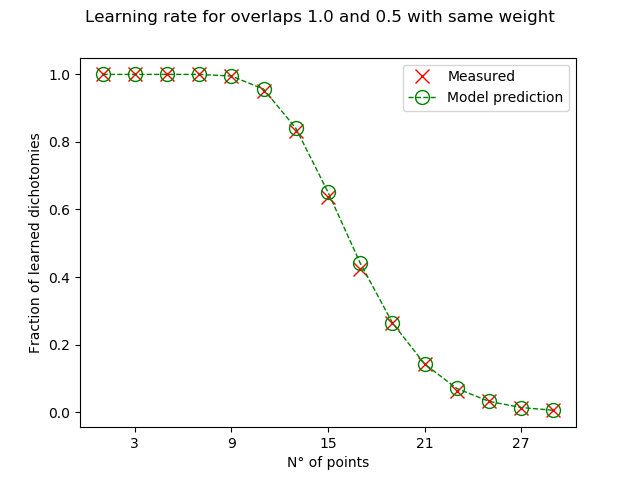 Learning rate for overlaps 1.0 and 0.5 with same weight
Measured
Model prediction
1.0
0.8
0.6
0.4
0.2
0.0
Fraction of learned dichotomies
3 9 15 21 27
N° of points